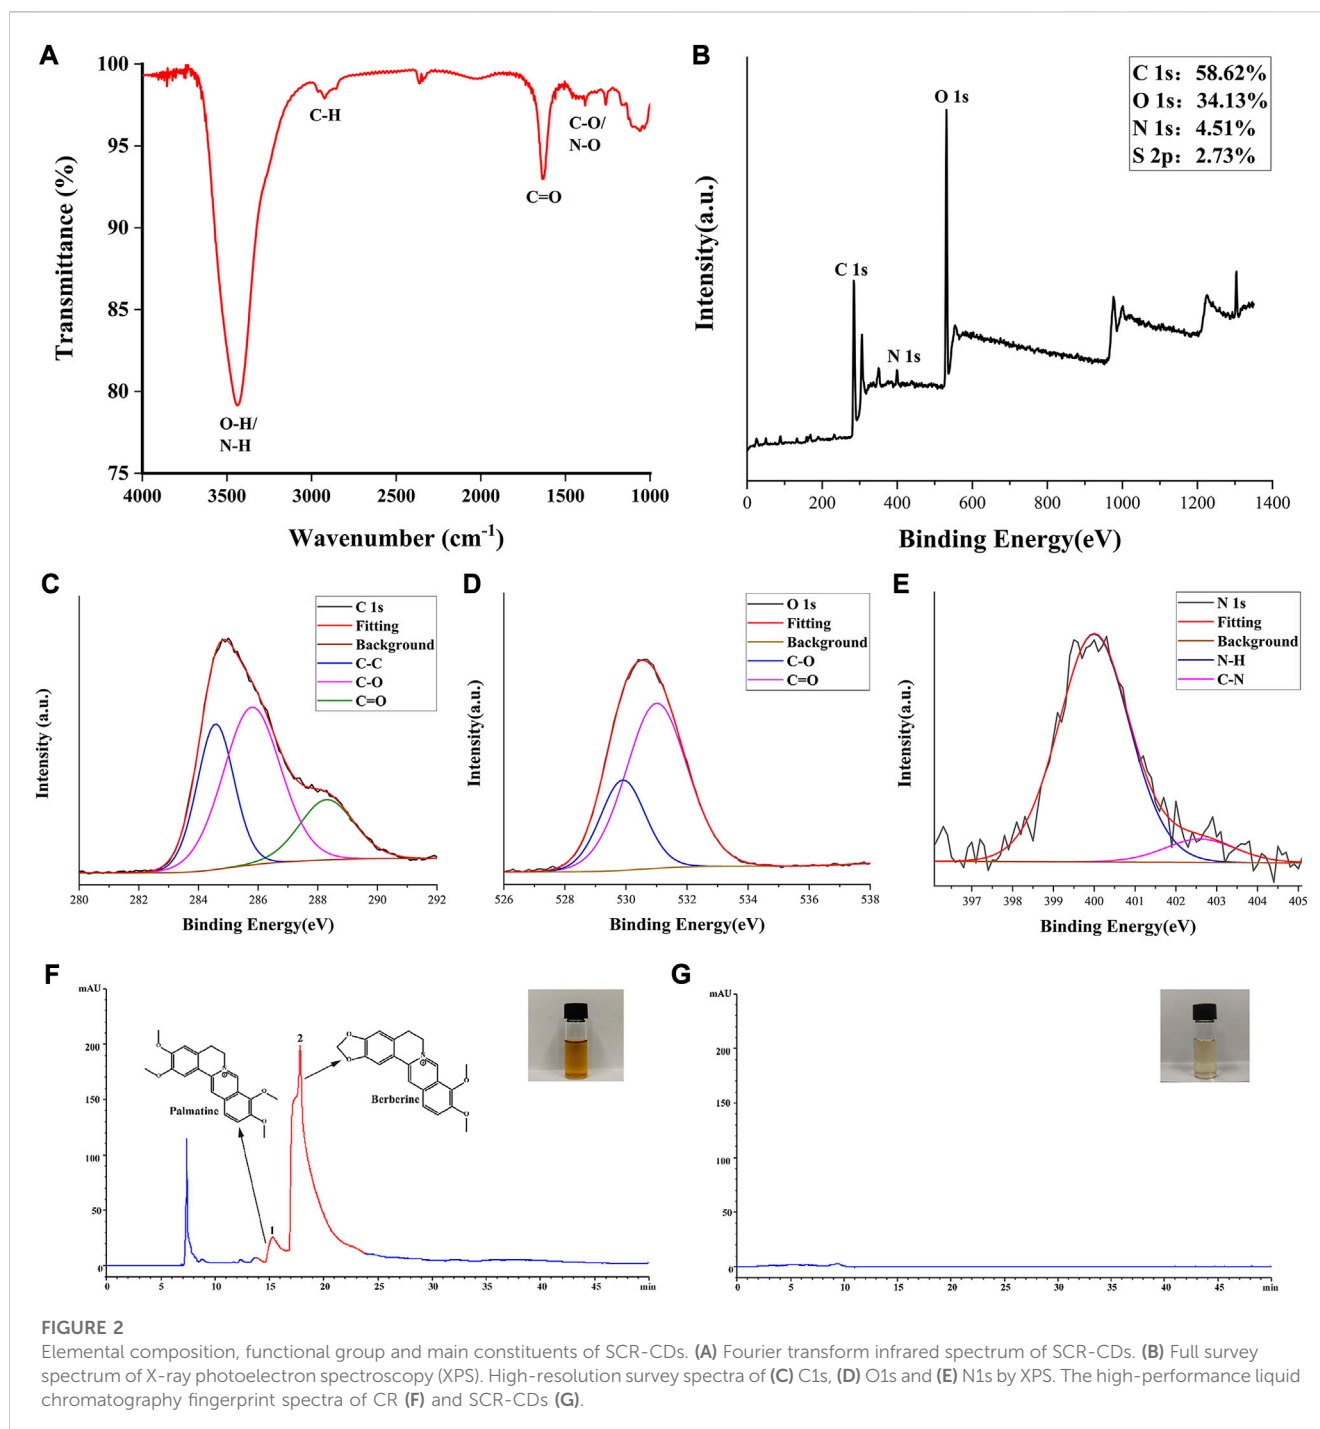 A
100
95
90
85
80
75
Transmittance (%)
C-H
C=O
C-O/
N-O
O-H/
N-H
4000
3500
3000
2500
2000
1500
1000
Wavenumber (cm-1)
B
O 1s
C 1s
N 1s
C 1s: 58.62%
O 1s: 34.13%
N 1s: 4.51%
S 2p: 2.73%
Intensity(a.u.)
0
200
400
600
800
1000
1200
1400
Binding Energy(eV)
C
C 1s
Fitting
Background
C-C
C-O
C=O
Intensity (a.u.)
280
282
284
286
288
290
292
Binding Energy(eV)
D
O 1s
Fitting
Background
C-O
C=O
Intensity(a.u.)
526
528
530
532
534
536
538
Binding Energy(eV)
E
N 1s
Fitting
Background
N-H
C-N
Intensity(a.u.)
397
398
399
400
401
402
403
404
405
Binding Energy(eV)
F
mAU
200
150
100
50
0
Palmatine
Berberine
1
2
N
O
O
O
O
N
O
O
O
O
0
5
10
15
20
25
30
35
40
45
min
G
mAU
200
150
100
50
0
0
5
10
15
20
25
30
35
40
45
min
FIGURE 2
Elemental composition, functional group and main constituents of SCR-CDs. (A) Fourier transform infrared spectrum of SCR-CDs. (B) Full survey
spectrum of X-ray photoelectron spectroscopy (XPS). High-resolution survey spectra of (C) C1s, (D) O1s and (E) N1s by XPS. The high-performance liquid
chromatography fingerprint spectra of CR (F) and SCR-CDs (G).